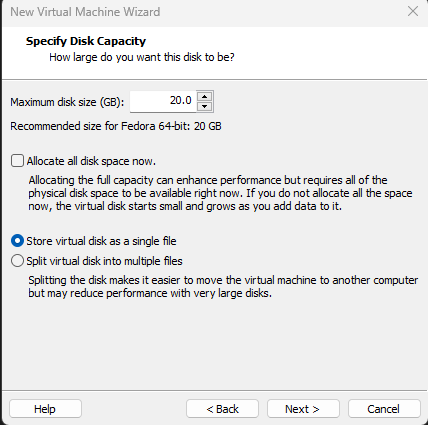 New Virtual Machine Wizard
Specify Disk Capacity
How large do you want this disk to be?
Maximum disk size (GB): 20.0
Recommended size for Fedora 64-bit: 20 GB
Allocate all disk space now.
Allocating the full capacity can enhance performance but requires all of the
physical disk space to be available right now. If you do not allocate all the space
now, the virtual disk starts small and grows as you add data to it.
Store virtual disk as a single file
Split virtual disk into multiple files
Splitting the disk makes it easier to move the virtual machine to another computer
but may reduce performance with very large disks.
Help < Back Next > Cancel